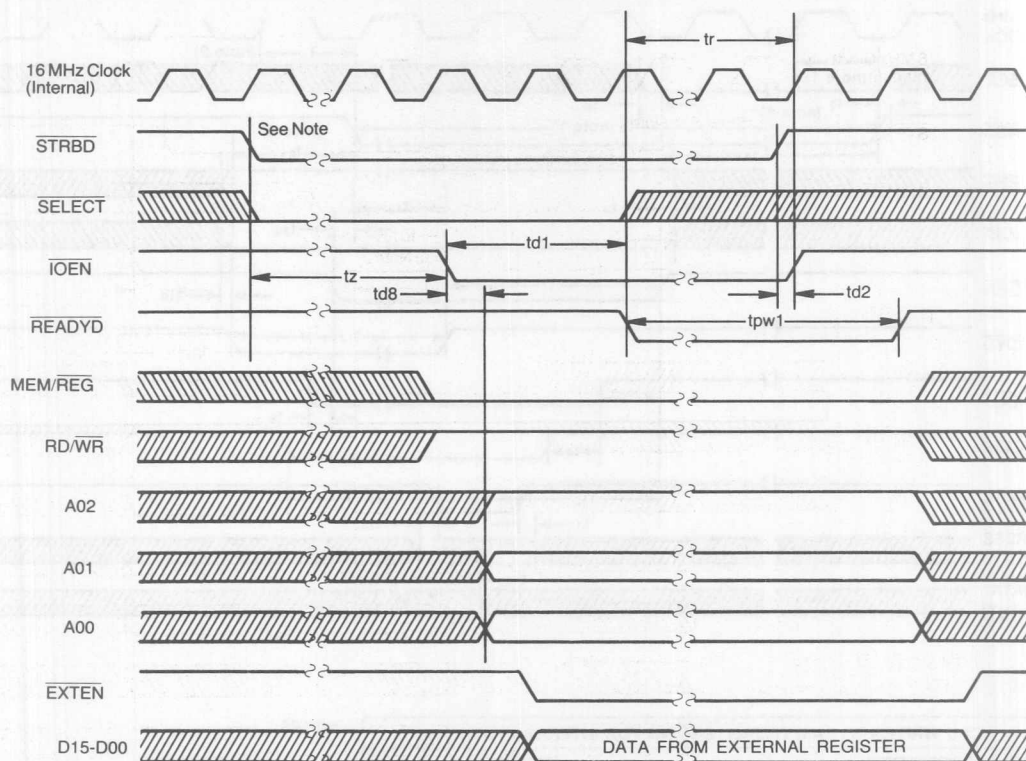 tr
16 MHz Clock
(Internal)
STRBD
See Note
SELECT
td1
IOEN
tz
td8
td2
READYD
tpw1
MEM/REG
RD/WR
A02
A01
A00
EXTEN
D15-D00
DATA FROM EXTERNAL REGISTER